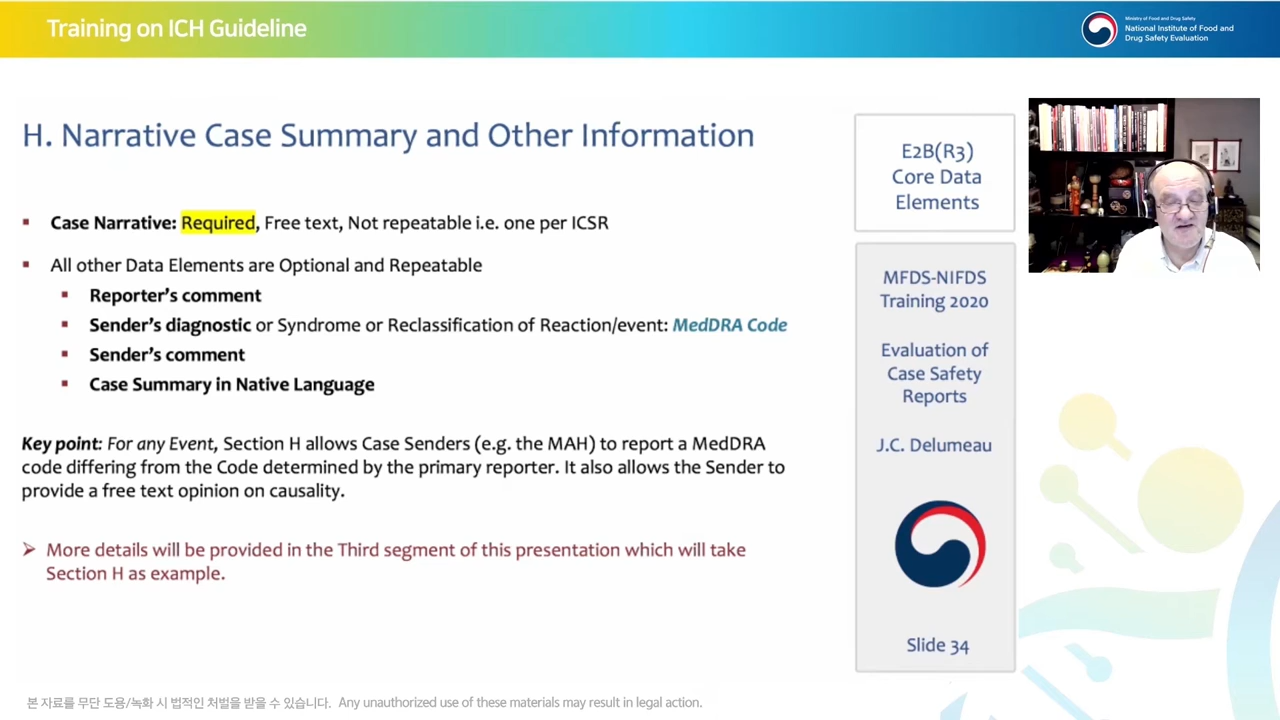 Training on ICH Guideline
Ministry of Food and Drug Safety
National Institute of Food and
Drug Safety Evaluation
H. Narrative Case Summary and Other Information
▪ Case Narrative: Required, Free text, Not repeatable i.e. one per ICSR
▪ All other Data Elements are Optional and Repeatable
▪ Reporter's comment
▪ Sender's diagnostic or Syndrome or Reclassification of Reaction/event: MedDRA Code
▪ Sender's comment
▪ Case Summary in Native Language
Key point: For any Event, Section H allows Case Senders (e.g. the MAH) to report a MedDRA
code differing from the Code determined by the primary reporter. It also allows the Sender to
provide a free text opinion on causality.
➢ More details will be provided in the Third segment of this presentation which will take
Section H as example.
E2B(R3)
Core Data
Elements
MFDS-NIFDS
Training 2020
Evaluation of
Case Safety
Reports
J.C. Delumeau
Slide 34
본 자료를 무단 도용/녹화 시 법적인 처벌을 받을 수 있습니다. Any unauthorized use of these materials may result in legal action.